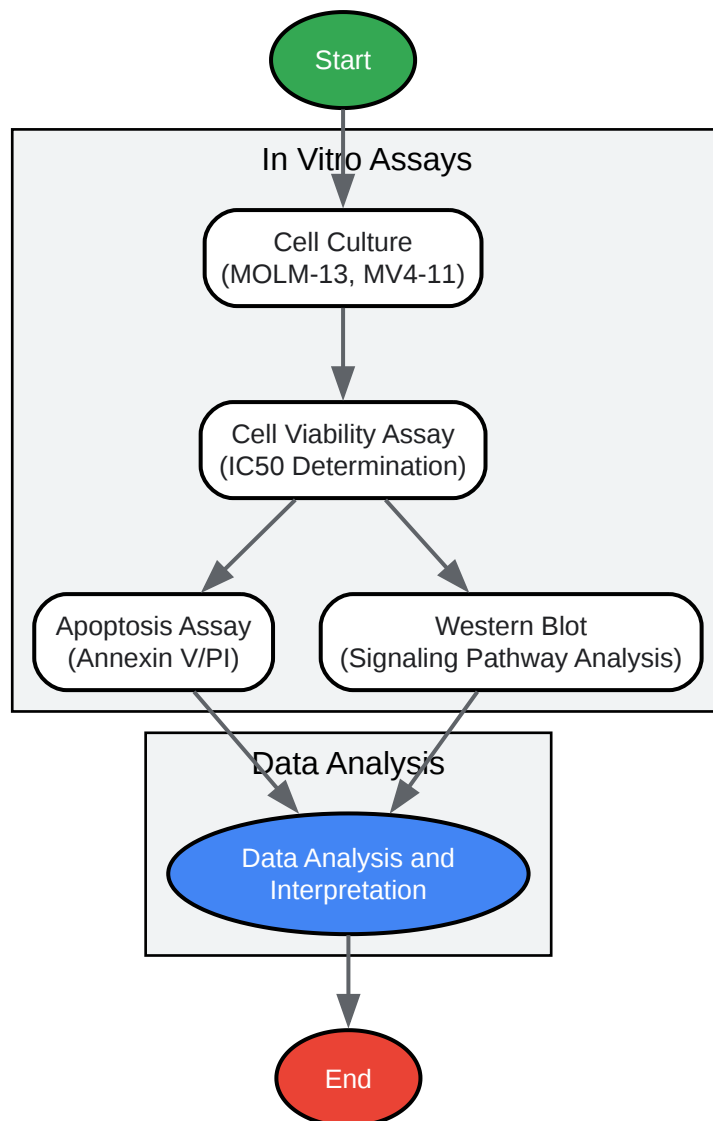 Start
In Vitro Assays
Cell Culture
(MOLM-13, MV4-11)
Cell Viability Assay
(IC50 Determination)
Apoptosis Assay
(Annexin V/PI)
Western Blot
(Signaling Pathway Analysis)
Data Analysis
Data Analysis and
Interpretation
End